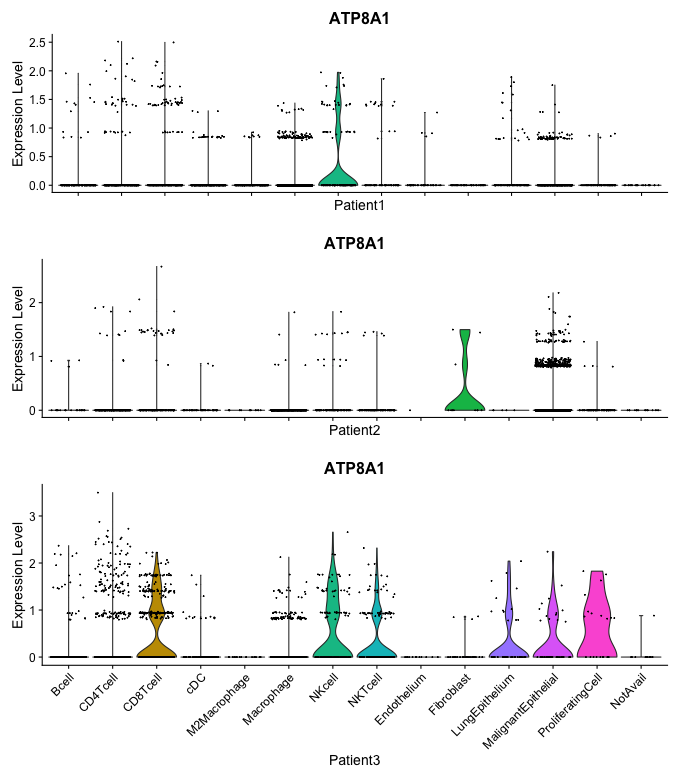 ATP8A1
Expression Level
2.5
2.0
1.5
1.0
0.5
0.0
Patient1
ATP8A1
Expression Level
2
1
0
Patient2
ATP8A1
Expression Level
3
2
1
0
Bcell
CD4Tcell
CD8Tcell
cDC
M2Macrophage
Macrophage
NKcell
NKTcell
Endothelium
Fibroblast
LungEpithelium
MalignantEpithelial
ProliferatingCell
NotAvail
Patient3